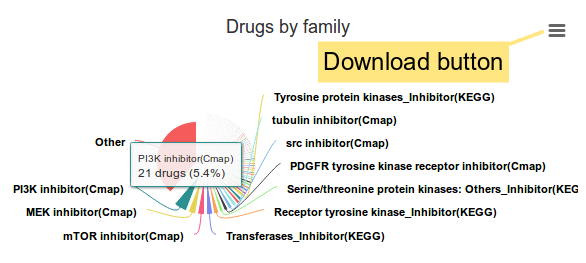 Drugs by family
Download button
Tyrosine protein kinases_Inhibitor(KEGG)
tubulin inhibitor(Cmap)
Other
src inhibitor(Cmap)
PI3K inhibitor(Cmap)
21 drugs (5.4%)
PDGFR tyrosine kinase receptor inhibitor(Cmap)
PI3K inhibitor(Cmap)
Serine/threonine protein kinases: Others_Inhibitor(KEG
MEK inhibitor(Cmap)
Receptor tyrosine kinase_Inhibitor(KEGG)
mTOR inhibitor(Cmap)
Transferases_Inhibitor(KEGG)